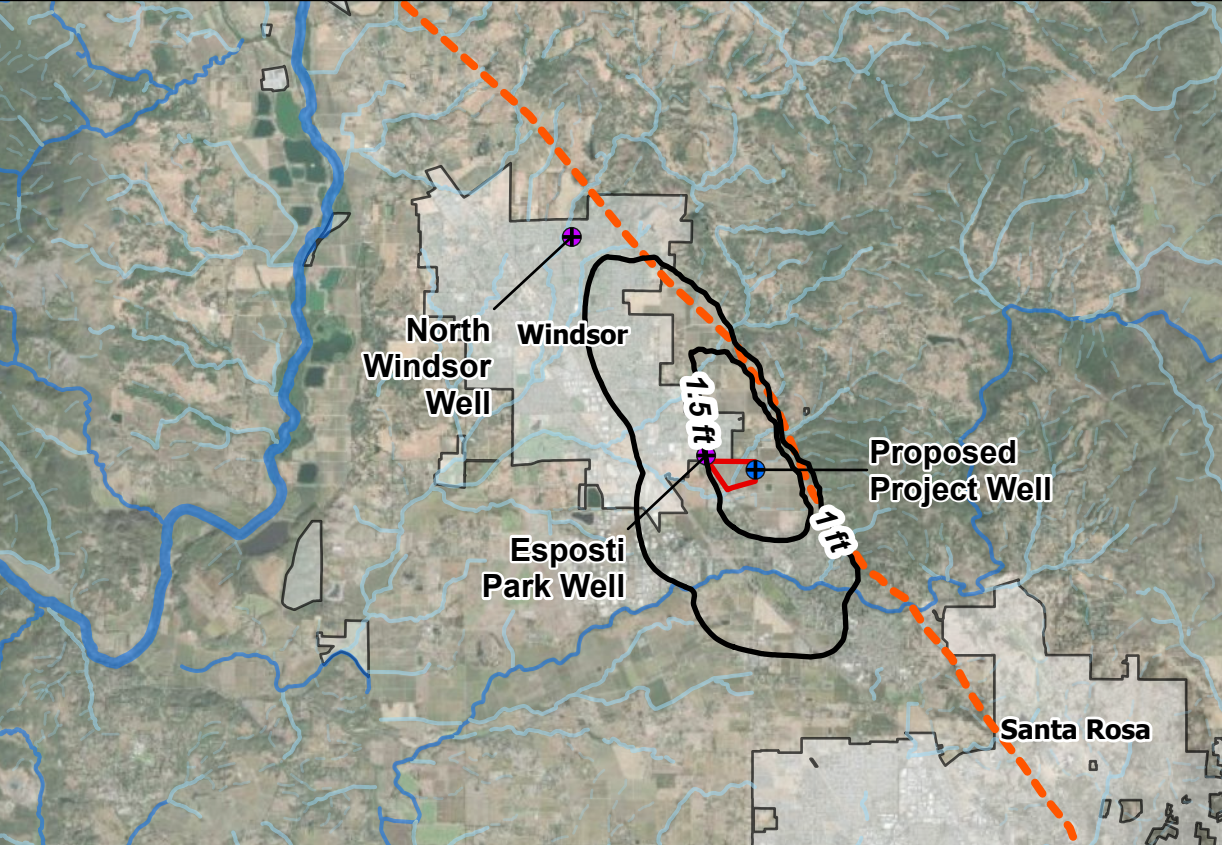 North
Windsor
Well
Windsor
1.5 ft
Proposed
Project Well
1 ft
Esposti
Park Well
Santa Rosa